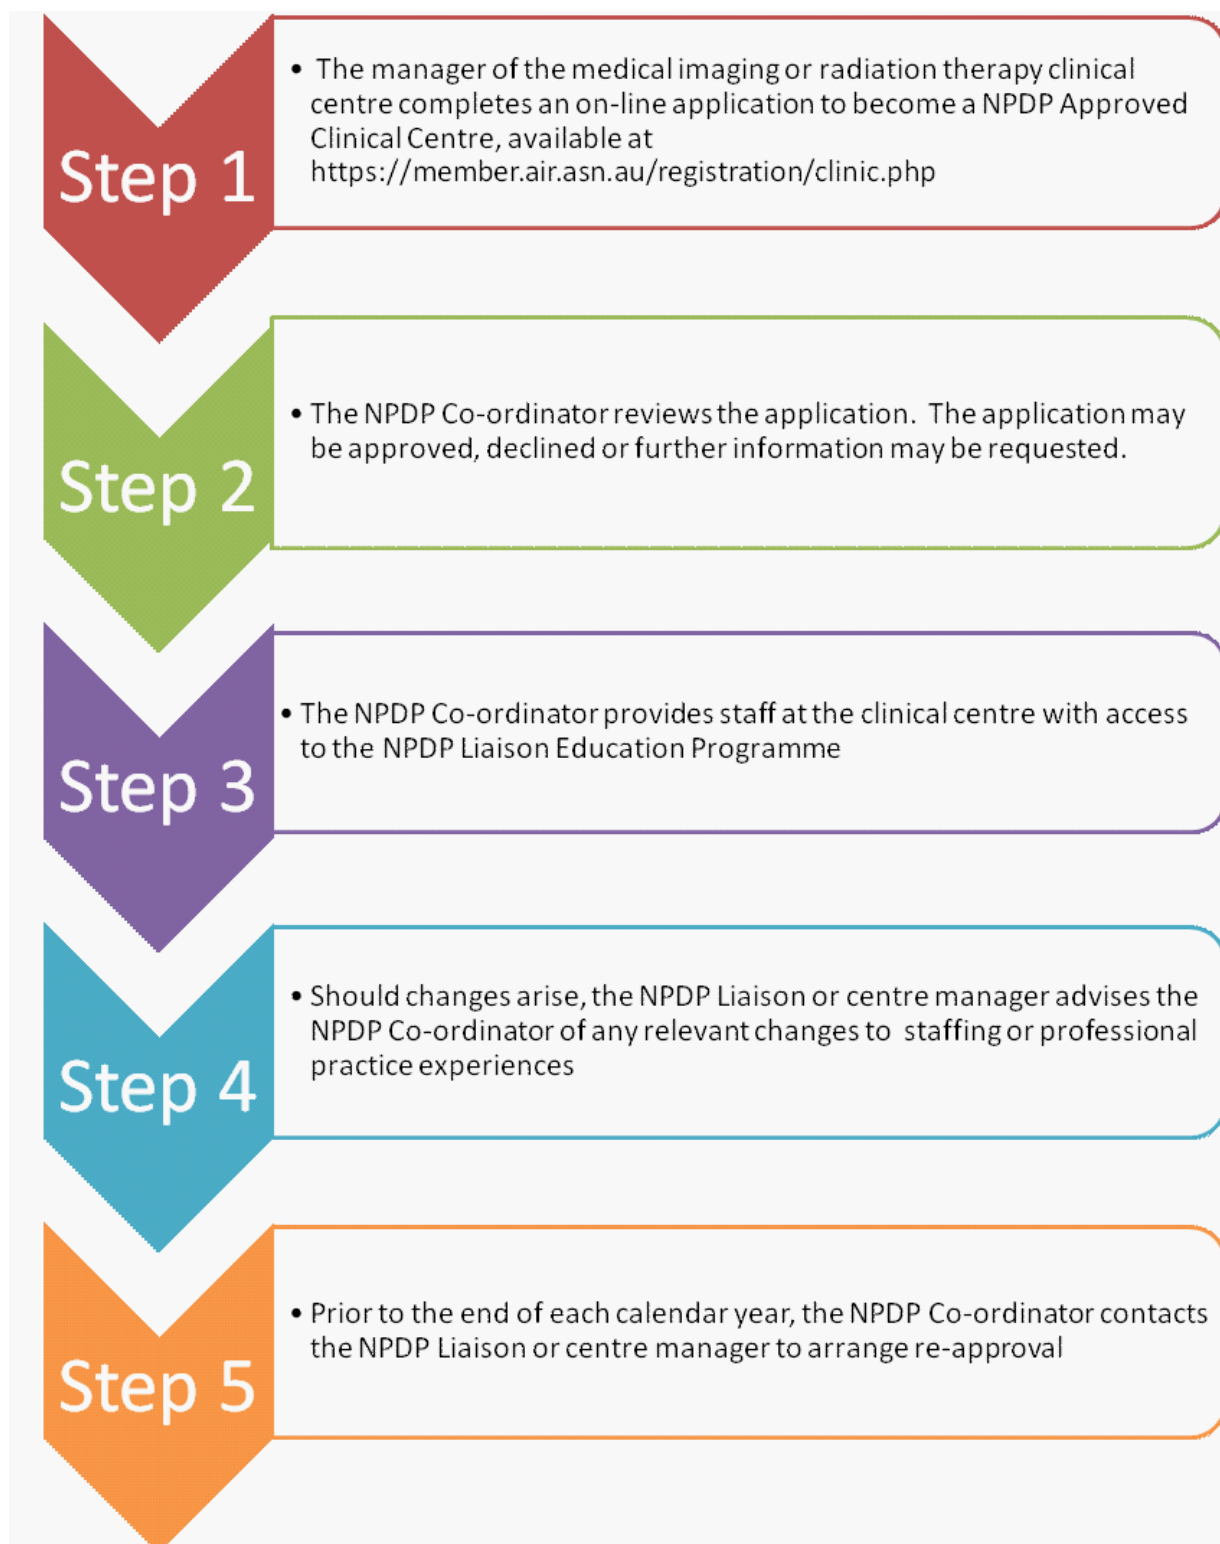 Step 1
• The manager of the medical imaging or radiation therapy clinical
centre completes an on-line application to become a NPDP Approved
Clinical Centre, available at
https://member.air.asn.au/registration/clinic.php
Step 2
• The NPDP Co-ordinator reviews the application. The application may
be approved, declined or further information may be requested.
Step 3
• The NPDP Co-ordinator provides staff at the clinical centre with access
to the NPDP Liaison Education Programme
Step 4
• Should changes arise, the NPDP Liaison or centre manager advises the
NPDP Co-ordinator of any relevant changes to staffing or professional
practice experiences
Step 5
• Prior to the end of each calendar year, the NPDP Co-ordinator contacts
the NPDP Liaison or centre manager to arrange re-approval